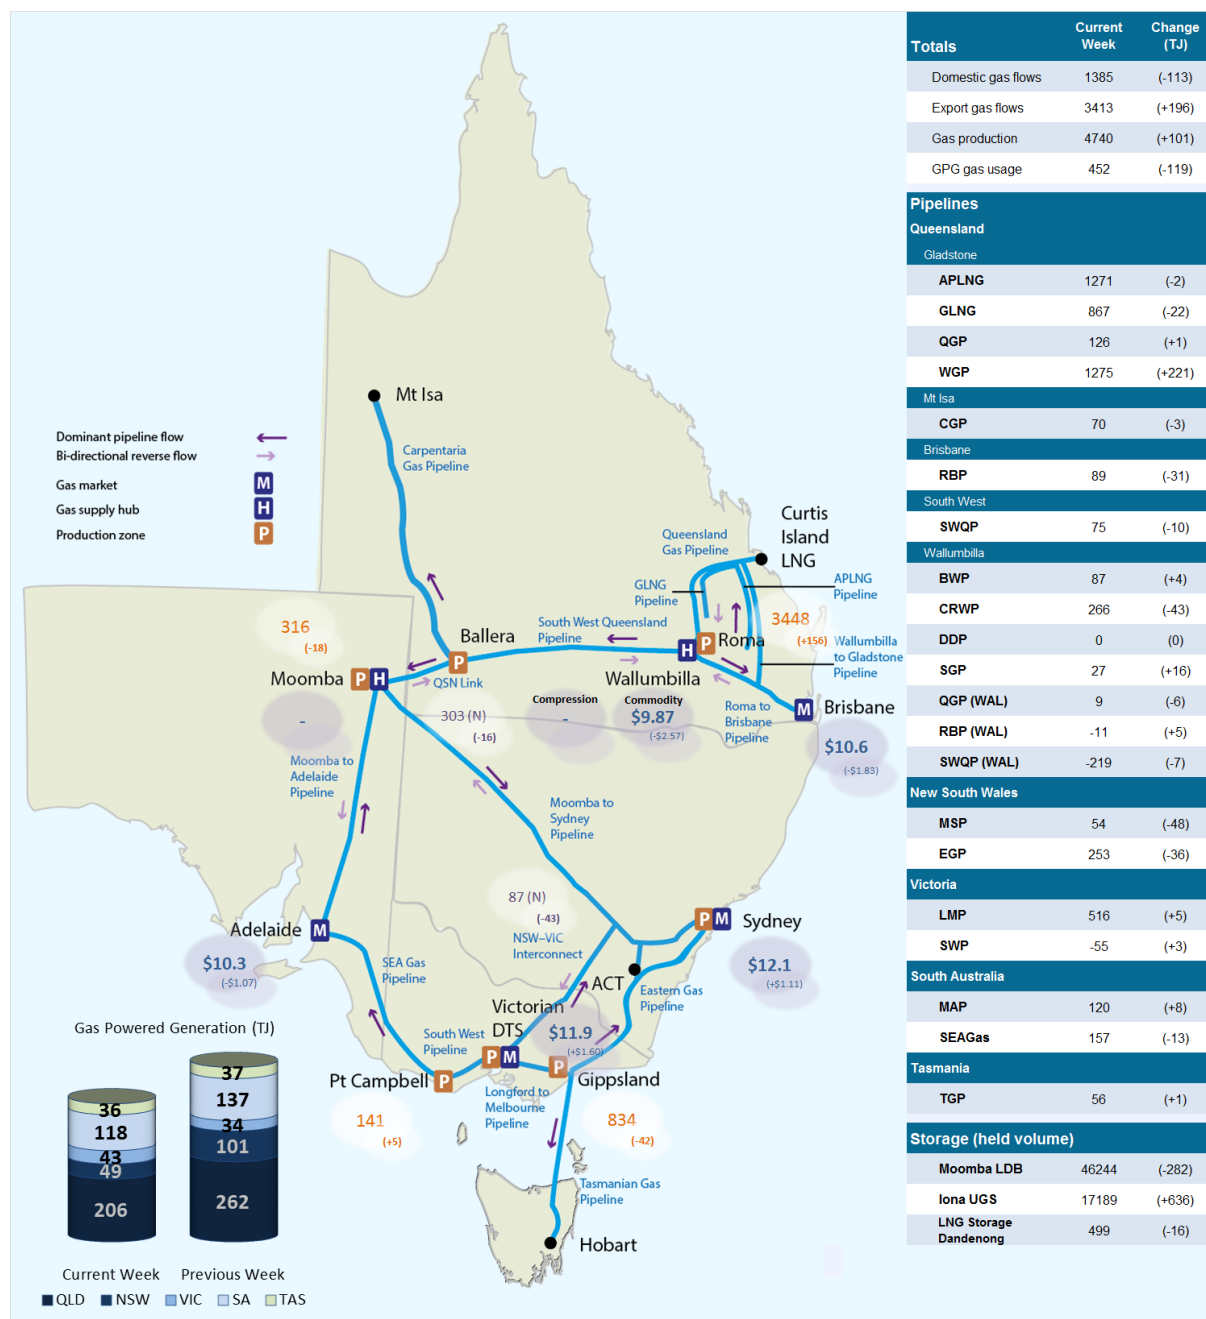 Mt Isa
Dominant pipeline flow
Bi-directional reverse flow
Gas market M
Gas supply hub H
Production zone P
Carpentaria
Gas Pipeline
Curtis
Island
LNG
Queensland
Gas Pipeline
GLNG
Pipeline
APLNG
Pipeline
3448
(+156)
Wallumbilla
to Gladstone
Pipeline
316
(-18)
Ballera
South West Queensland
Pipeline
H P Roma
Moomba P H
P
QSN Link
Wallumbilla
303 (N)
(-16)
Compression
-
Commodity
$9.87
(-$2.57)
Roma to
Brisbane
Pipeline
M Brisbane
$10.6
(-$1.83)
-
Moomba to
Adelaide
Pipeline
Moomba to
Sydney
Pipeline
87 (N)
(-43)
NSW–VIC
Interconnect
P M Sydney
$12.1
(+$1.11)
Adelaide M
$10.3
(-$1.07)
SEA Gas
Pipeline
ACT
Eastern Gas
Pipeline
Victorian
DTS
$11.9
(+$1.60)
South West
Pipeline
P M
P
Gippsland
834
(-42)
Pt Campbell P
141
(+5)
Longford to
Melbourne
Pipeline
Tasmanian Gas
Pipeline
Hobart
Gas Powered Generation (TJ)
36
118
43
49
206
37
137
34
101
262
Current Week Previous Week
QLD NSW VIC SA TAS
Totals Current Week Change (TJ)
Domestic gas flows 1385 (-113)
Export gas flows 3413 (+196)
Gas production 4740 (+101)
GPG gas usage 452 (-119)
Pipelines
Queensland
Gladstone
APLNG 1271 (-2)
GLNG 867 (-22)
QGP 126 (+1)
WGP 1275 (+221)
Mt Isa
CGP 70 (-3)
Brisbane
RBP 89 (-31)
South West
SWQP 75 (-10)
Wallumbilla
BWP 87 (+4)
CRWP 266 (-43)
DDP 0 (0)
SGP 27 (+16)
QGP (WAL) 9 (-6)
RBP (WAL) -11 (+5)
SWQP (WAL) -219 (-7)
New South Wales
MSP 54 (-48)
EGP 253 (-36)
Victoria
LMP 516 (+5)
SWP -55 (+3)
South Australia
MAP 120 (+8)
SEAGas 157 (-13)
Tasmania
TGP 56 (+1)
Storage (held volume)
Moomba LDB 46244 (-282)
Iona UGS 17189 (+636)
LNG Storage
Dandenong 499 (-16)